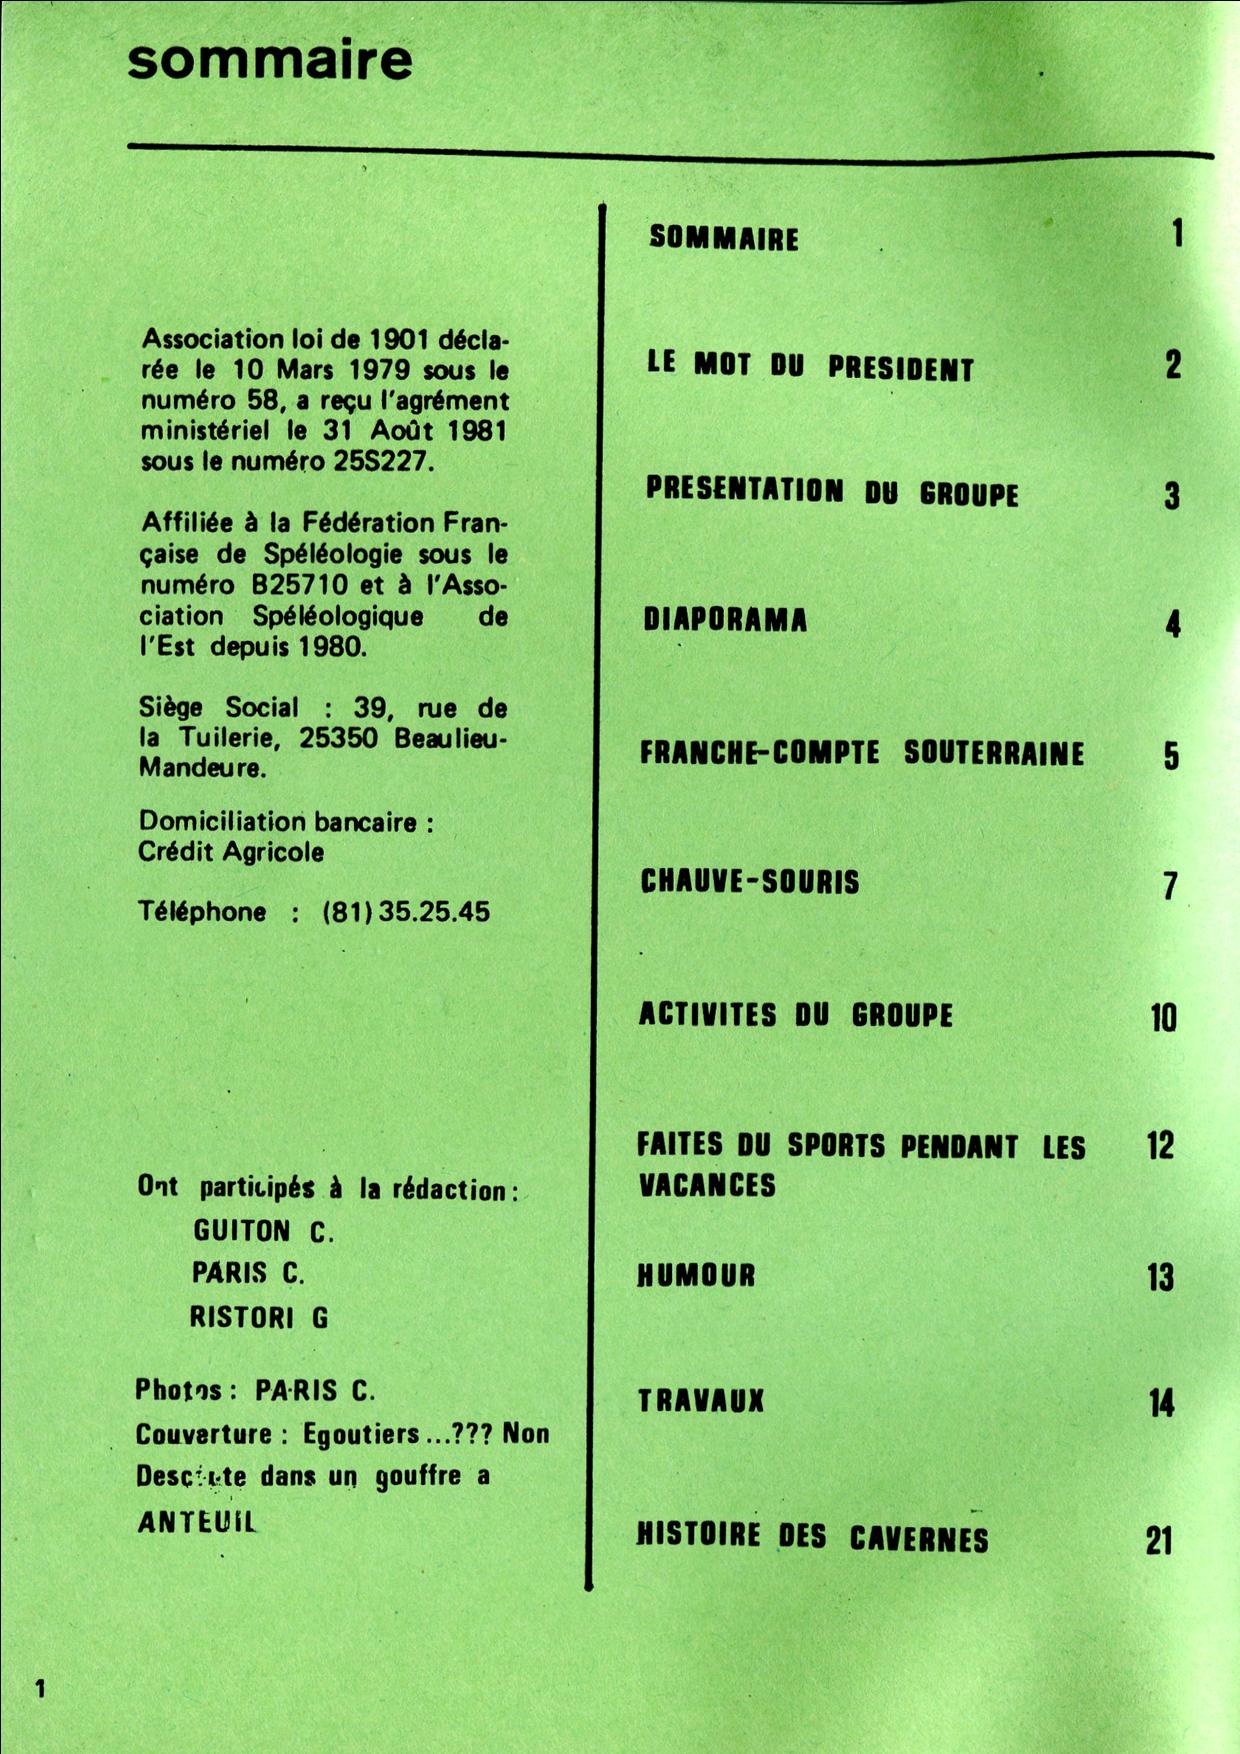 sommaire
Association loi de 1901 décla-
rée le 10 Mars 1979 sous le
numéro 58, a reçu l'agrément
ministériel le 31 Août 1981
sous le numéro 25S227.
Affiliée à la Fédération Fran-
çaise de Spéléologie sous le
numéro B25710 et à l'Asso-
ciation Spéléologique de
l'Est depuis 1980.
Siège Social : 39, rue de
la Tuilerie, 25350 Beaulieu-
Mandeure.
Domiciliation bancaire :
Crédit Agricole
Téléphone : (81) 35.25.45
Ont participés à la rédaction :
GUITON C.
PARIS C.
RISTORI G
Photos : PARIS C.
Couverture : Egoutiers ...??? Non
Descente dans un gouffre a
ANTEUIL
SOMMAIRE 1
LE MOT DU PRESIDENT 2
PRESENTATION DU GROUPE 3
DIAPORAMA 4
FRANCHE-COMPTE SOUTERRAINE 5
CHAUVE-SOURIS 7
ACTIVITES DU GROUPE 10
FAITES DU SPORTS PENDANT LES 12
VACANCES
HUMOUR 13
TRAVAUX 14
HISTOIRE DES CAVERNES 21
1